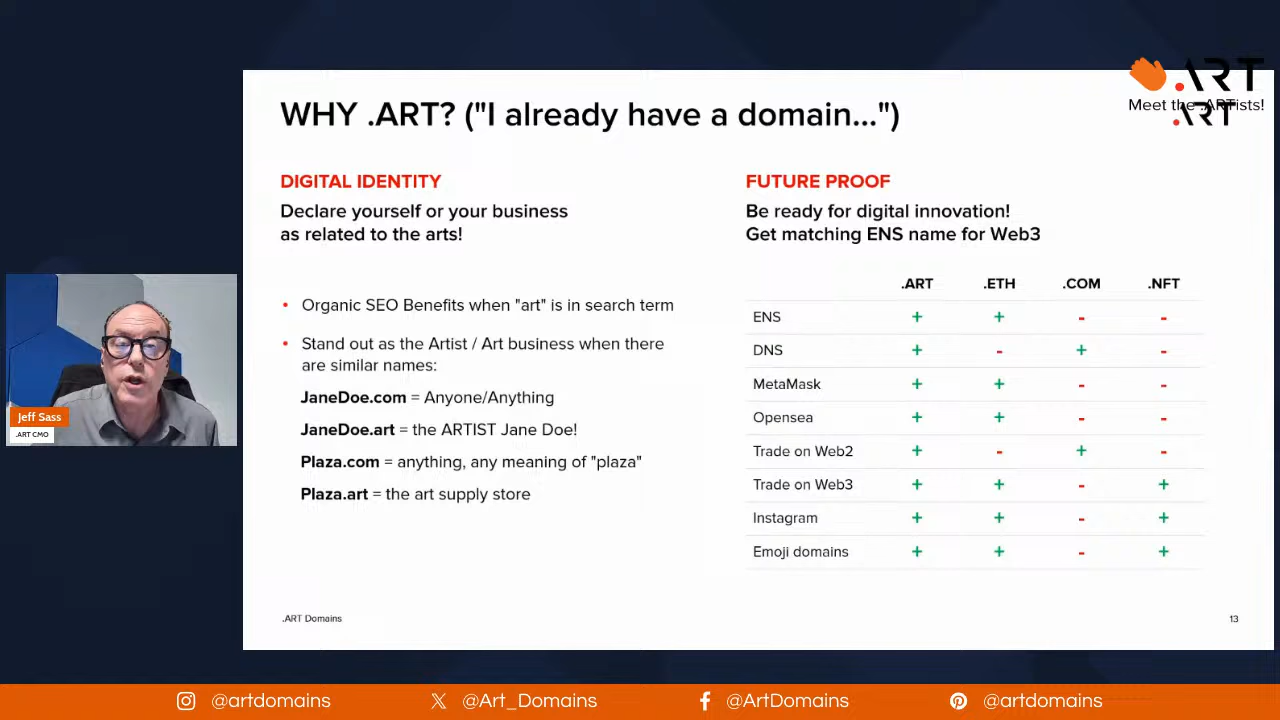 WHY .ART? ("I already have a domain...")
.ART
Meet the .ARTists!
.ART
DIGITAL IDENTITY
Declare yourself or your business
as related to the arts!
• Organic SEO Benefits when "art" is in search term
• Stand out as the Artist / Art business when there
are similar names:
JaneDoe.com = Anyone/Anything
JaneDoe.art = the ARTIST Jane Doe!
Plaza.com = anything, any meaning of "plaza"
Plaza.art = the art supply store
FUTURE PROOF
Be ready for digital innovation!
Get matching ENS name for Web3
.ART .ETH .COM .NFT
ENS + + - -
DNS + - + -
MetaMask + + - -
Opensea + + - -
Trade on Web2 + - + -
Trade on Web3 + + - +
Instagram + + - +
Emoji domains + + - +
.ART Domains
13
Jeff Sass
.ART CMO
@artdomains
@Art_Domains
@ArtDomains
@artdomains